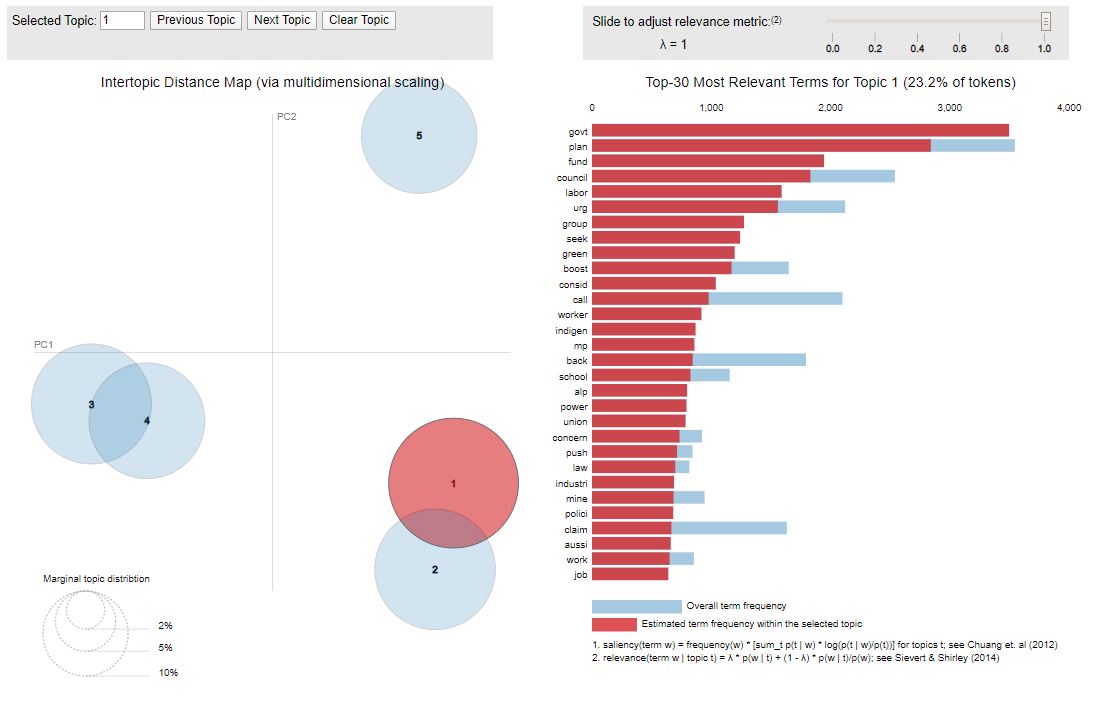 Selected Topic: 1 Previous Topic Next Topic Clear Topic
Slide to adjust relevance metric:(2)
λ = 1
0.0 0.2 0.4 0.6 0.8 1.0
Intertopic Distance Map (via multidimensional scaling)
PC2
PC1
5
3
4
1
2
Marginal topic distribtion
2%
5%
10%
Top-30 Most Relevant Terms for Topic 1 (23.2% of tokens)
0 1,000 2,000 3,000 4,000
govt
plan
fund
council
labor
urg
group
seek
green
boost
consid
call
worker
indigen
mp
back
school
alp
power
union
concern
push
law
industri
mine
polici
claim
aussi
work
job
Overall term frequency
Estimated term frequency within the selected topic
1. saliency(term w) = frequency(w) * [sum_t p(t | w) * log(p(t | w)/p(t))] for topics t; see Chuang et. al (2012)
2. relevance(term w | topic t) = λ * p(w | t) + (1 - λ) * p(w | t)/p(w); see Sievert & Shirley (2014)